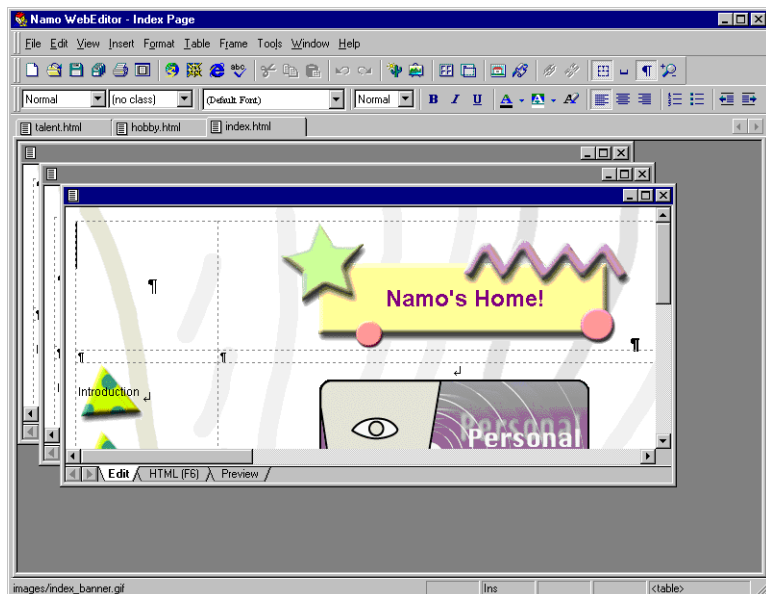 Namo WebEditor - Index Page
File Edit View Insert Format Table Frame Tools Window Help
abc
Normal (no class) (Default Font) Normal B I U A A A
talent.html hobby.html index.html
Namo's Home!
Introduction
Personal
Personal
Edit HTML (F6) Preview
images/index_banner.gif Ins <table>